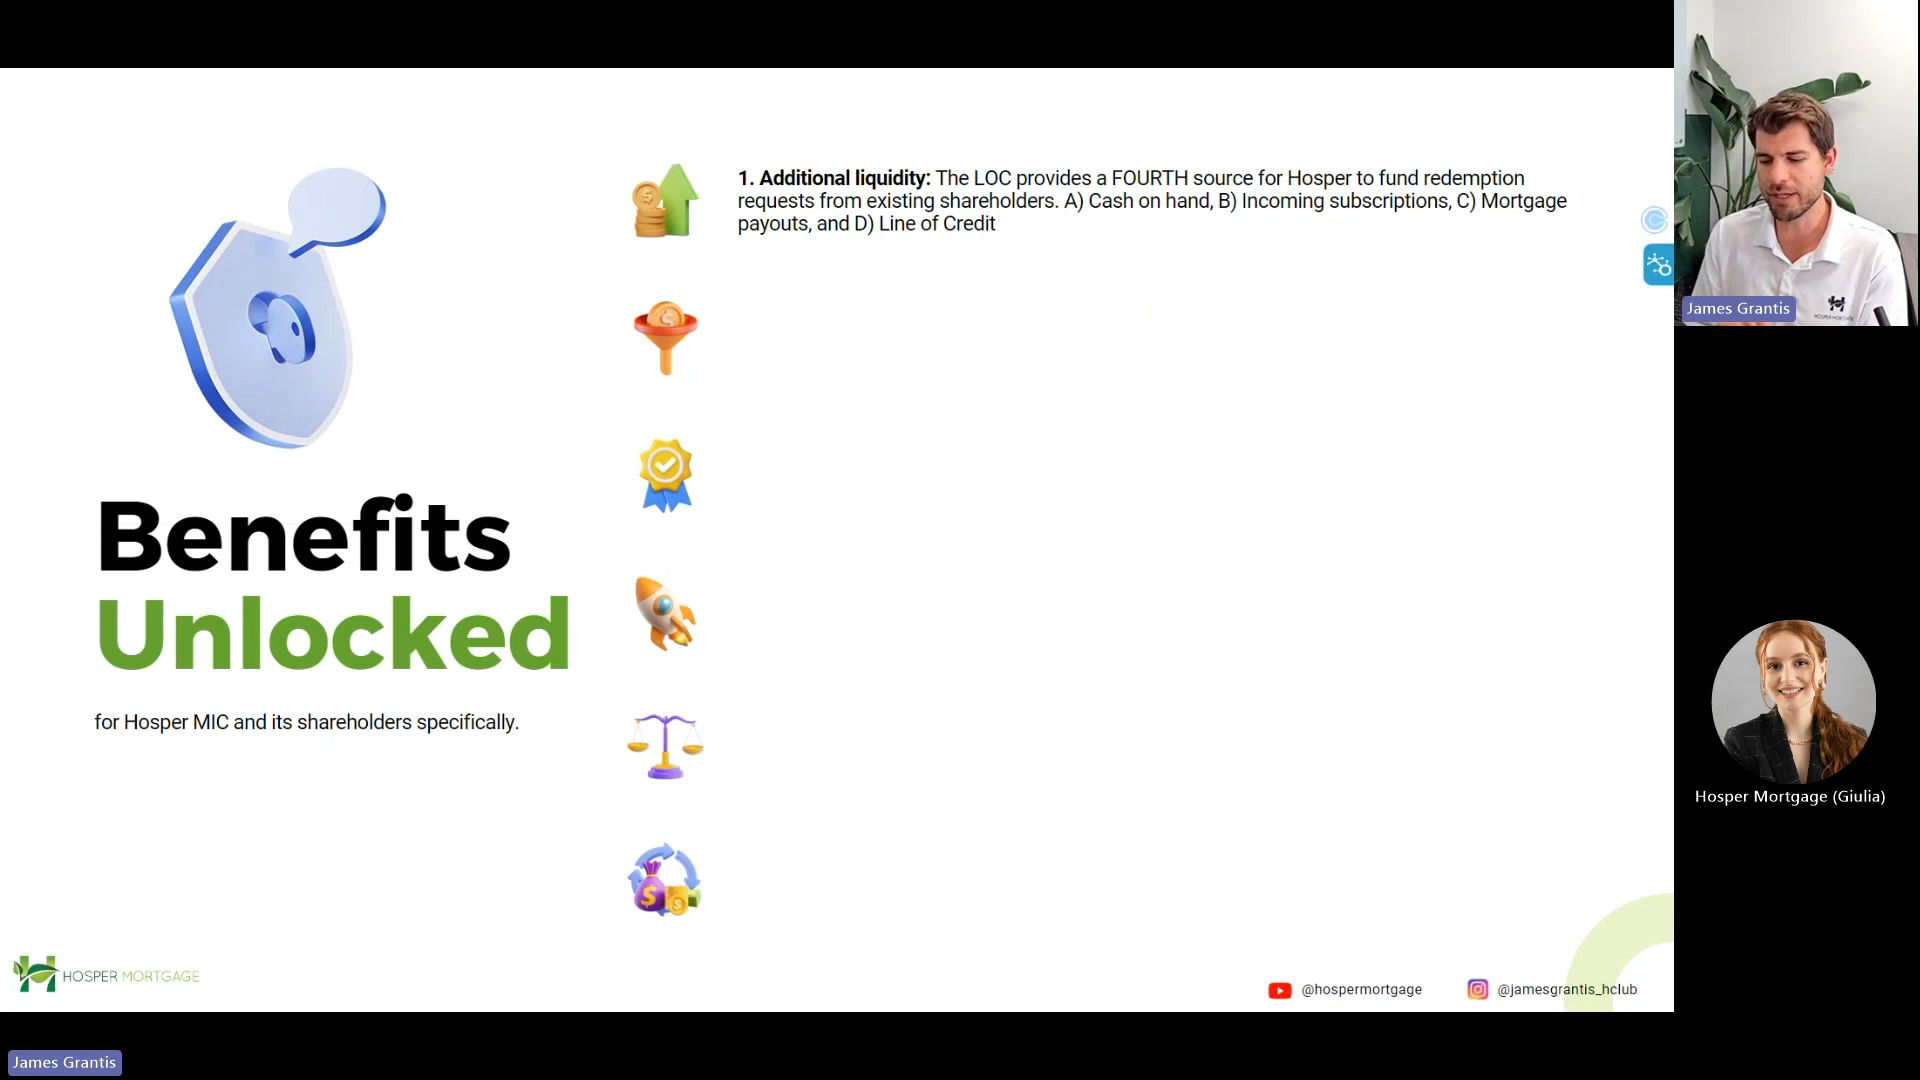 1. Additional liquidity: The LOC provides a FOURTH source for Hosper to fund redemption
requests from existing shareholders. A) Cash on hand, B) Incoming subscriptions, C) Mortgage
payouts, and D) Line of Credit
Benefits
Unlocked
for Hosper MIC and its shareholders specifically.
HOSPER MORTGAGE
@hospermortgage
@jamesgrantis_hclub
James Grantis
HOSPER MORTGAGE
Hosper Mortgage (Giulia)
James Grantis